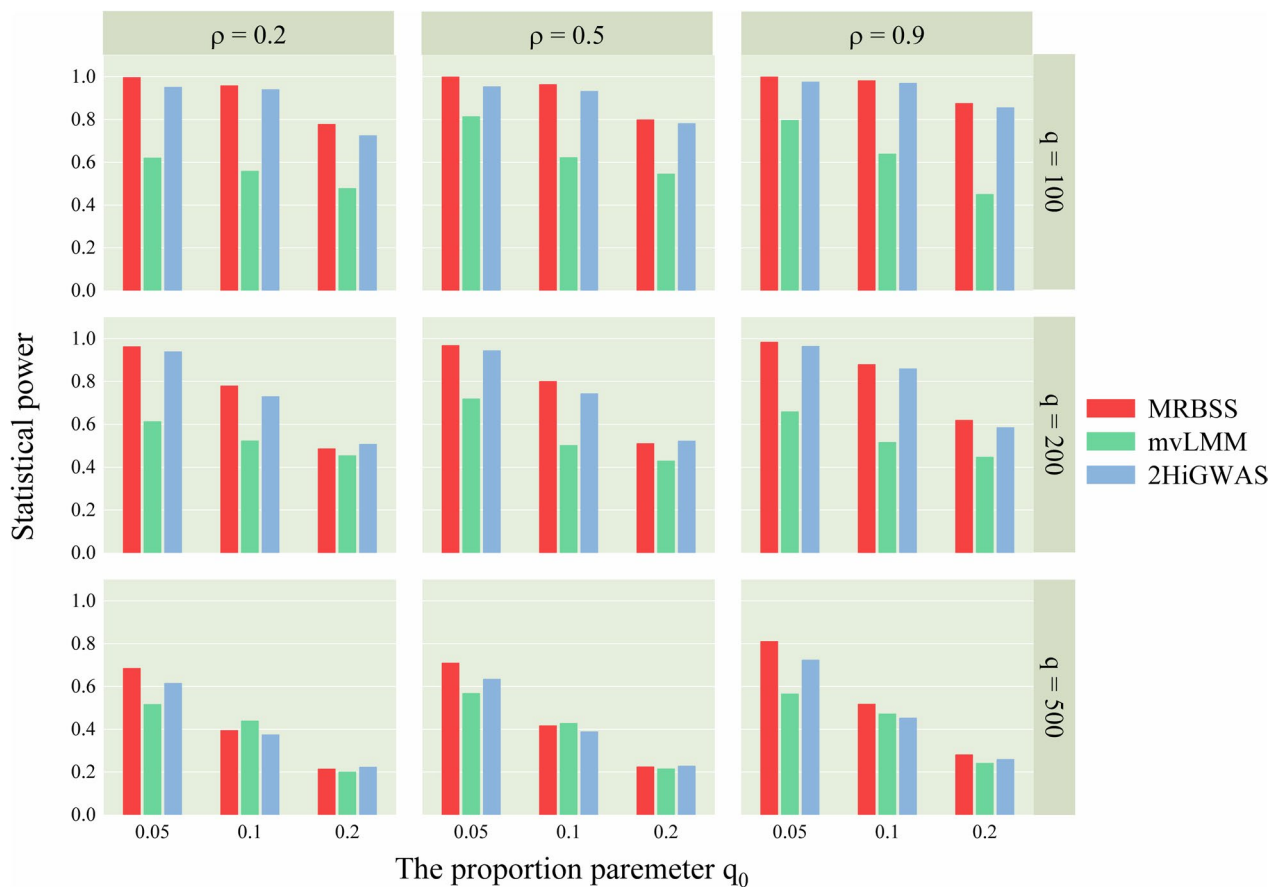 ρ = 0.2 ρ = 0.5 ρ = 0.9
1.0
0.8
0.6
0.4
0.2
0.0
q = 100
1.0
0.8
0.6
0.4
0.2
0.0
q = 200
Statistical power
MRBSS
mvLMM
2HiGWAS
1.0
0.8
0.6
0.4
0.2
0.0
q = 500
0.05 0.1 0.2 0.05 0.1 0.2 0.05 0.1 0.2
The proportion paremeter q₀